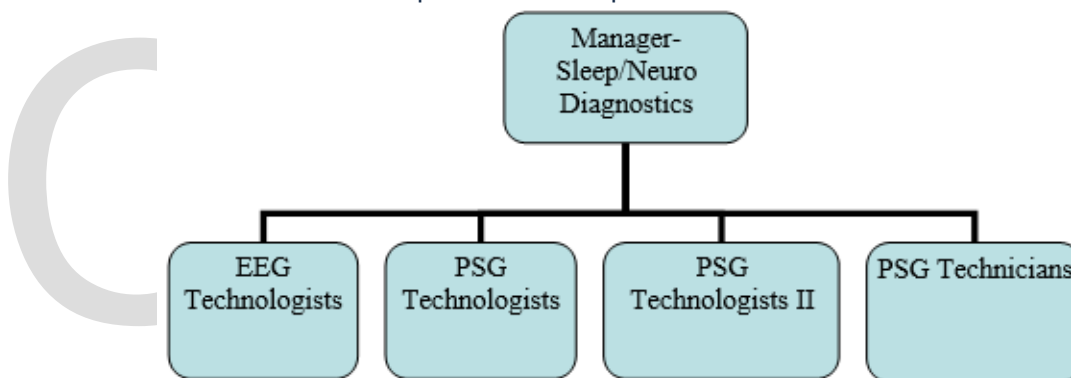 Manager-
Sleep/Neuro
Diagnostics
EEG
Technologists
PSG
Technologists
PSG
Technologists II
PSG Technicians